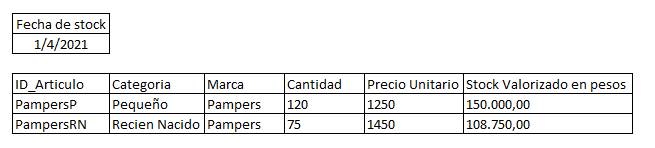 Fecha de stock
1/4/2021
ID_Articulo Categoria Marca Cantidad Precio Unitario Stock Valorizado en pesos
PampersP Pequeño Pampers 120 1250 150.000,00
PampersRN Recien Nacido Pampers 75 1450 108.750,00